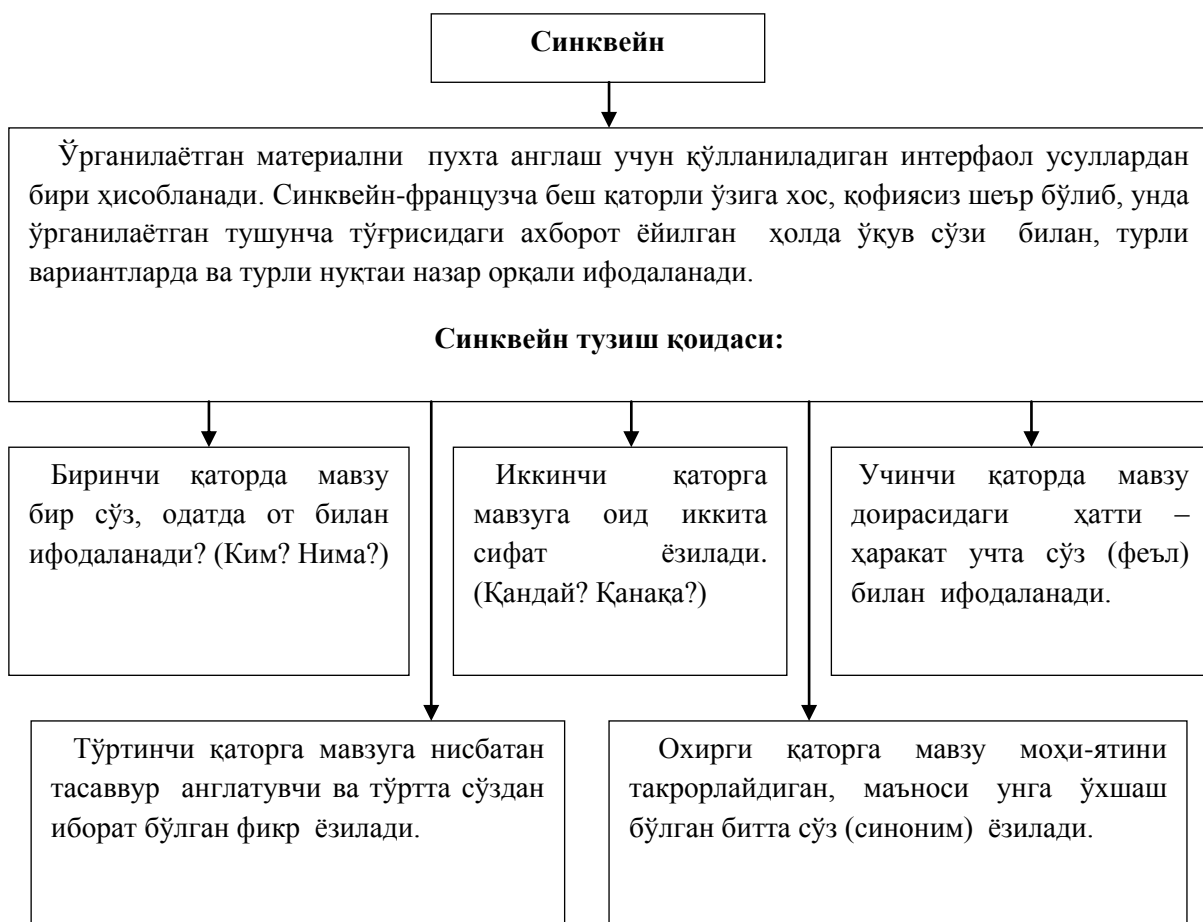 Синквейн
Ўрганилаётган материални пухта англаш учун қўлланиладиган интерфаол усуллардан
бири ҳисобланади. Синквейн-французча беш қаторли ўзига хос, қофиясиз шеър бўлиб, унда
ўрганилаётган тушунча тўғрисидаги ахборот ёйилган ҳолда ўқув сўзи билан, турли
вариантларда ва турли нуқтаи назар орқали ифодаланади.
Синквейн тузиш қоидаси:
Биринчи қаторда мавзу
бир сўз, одатда от билан
ифодаланади? (Ким? Нима?)
Иккинчи қаторга
мавзуга оид иккита
сифат ёзилади.
(Қандай? Қанақа?)
Учинчи қаторда мавзу
доирасидаги ҳатти –
ҳаракат учта сўз (феъл)
билан ифодаланади.
Тўртинчи қаторга мавзуга нисбатан
тасаввур англатувчи ва тўртта сўздан
иборат бўлган фикр ёзилади.
Охирги қаторга мавзу моҳи-ятини
такрорлайдиган, маъноси унга ўхшаш
бўлган битта сўз (синоним) ёзилади.